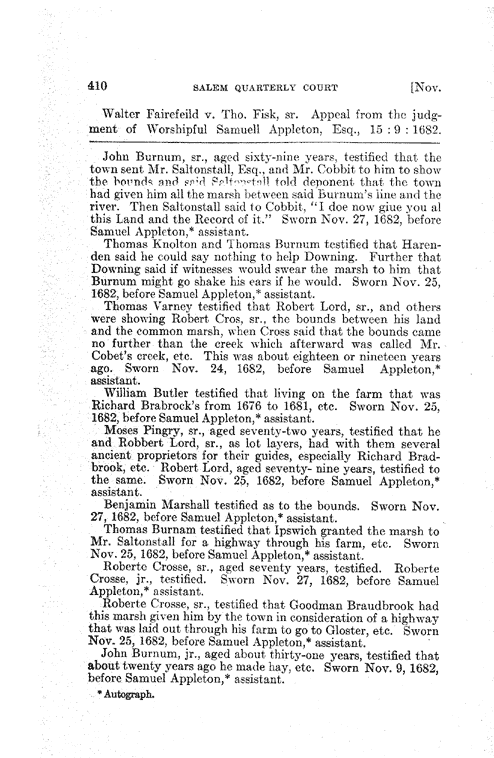 410 SALEM QUARTERLY COURT [Nov.
Walter Fairefeild v. Tho. Fisk, sr. Appeal from the judg-
ment of Worshipful Samuell Appleton, Esq., 15 : 9 : 1682.
John Burnum, sr., aged sixty-nine years, testified that the
town sent Mr. Saltonstall, Esq., and Mr. Cobbit to him to show
the bounds and said Saltonstall told deponent that the town
had given him all the marsh between said Burnum's line and the
river. Then Saltonstall said to Cobbit, "I doe now giue you al
this Land and the Record of it." Sworn Nov. 27, 1682, before
Samuel Appleton,* assistant.
Thomas Knolton and Thomas Burnum testified that Haren-
den said he could say nothing to help Downing. Further that
Downing said if witnesses would swear the marsh to him that
Burnum might go shake his ears if he would. Sworn Nov. 25,
1682, before Samuel Appleton,* assistant.
Thomas Varney testified that Robert Lord, sr., and others
were showing Robert Cros, sr., the bounds between his land
and the common marsh, when Cross said that the bounds came
no further than the creek which afterward was called Mr.
Cobet's creek, etc. This was about eighteen or nineteen years
ago. Sworn Nov. 24, 1682, before Samuel Appleton,*
assistant.
William Butler testified that living on the farm that was
Richard Brabrock's from 1676 to 1681, etc. Sworn Nov. 25,
1682, before Samuel Appleton,* assistant.
Moses Pingry, sr., aged seventy-two years, testified that he
and Robbert Lord, sr., as lot layers, had with them several
ancient proprietors for their guides, especially Richard Brad-
brook, etc. Robert Lord, aged seventy- nine years, testified to
the same. Sworn Nov. 25, 1682, before Samuel Appleton,*
assistant.
Benjamin Marshall testified as to the bounds. Sworn Nov.
27, 1682, before Samuel Appleton,* assistant.
Thomas Burnam testified that Ipswich granted the marsh to
Mr. Saltonstall for a highway through his farm, etc. Sworn
Nov. 25, 1682, before Samuel Appleton,* assistant.
Roberte Crosse, sr., aged seventy years, testified. Roberte
Crosse, jr., testified. Sworn Nov. 27, 1682, before Samuel
Appleton,* assistant.
Roberte Crosse, sr., testified that Goodman Braudbrook had
this marsh given him by the town in consideration of a highway
that was laid out through his farm to go to Gloster, etc. Sworn
Nov. 25, 1682, before Samuel Appleton,* assistant.
John Burnum, jr., aged about thirty-one years, testified that
about twenty years ago he made hay, etc. Sworn Nov. 9, 1682,
before Samuel Appleton,* assistant.
* Autograph.